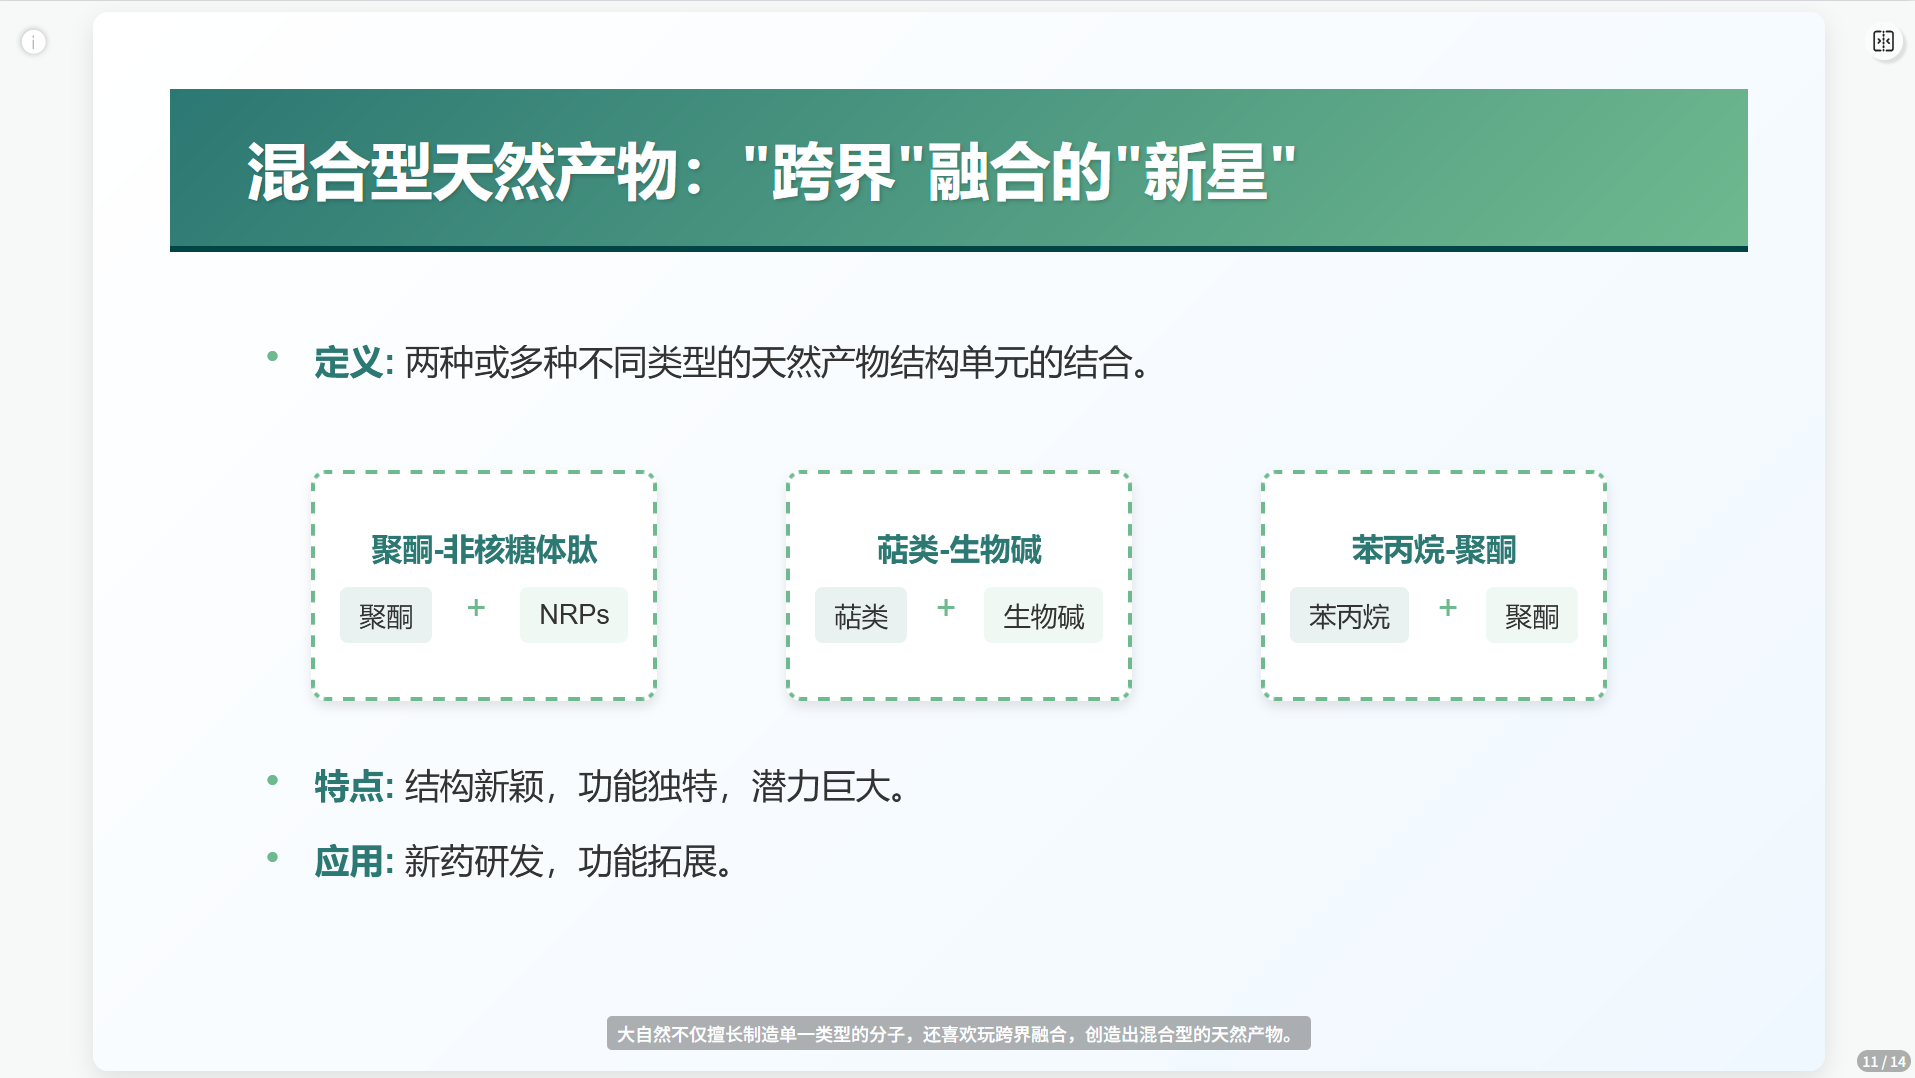 混合型天然产物："跨界"融合的"新星"
• 定义: 两种或多种不同类型的天然产物结构单元的结合。
聚酮-非核糖体肽
聚酮 + NRPs
萜类-生物碱
萜类 + 生物碱
苯丙烷-聚酮
苯丙烷 + 聚酮
• 特点: 结构新颖，功能独特，潜力巨大。
• 应用: 新药研发，功能拓展。
大自然不仅擅长制造单一类型的分子，还喜欢玩跨界融合，创造出混合型的天然产物。
11 / 14